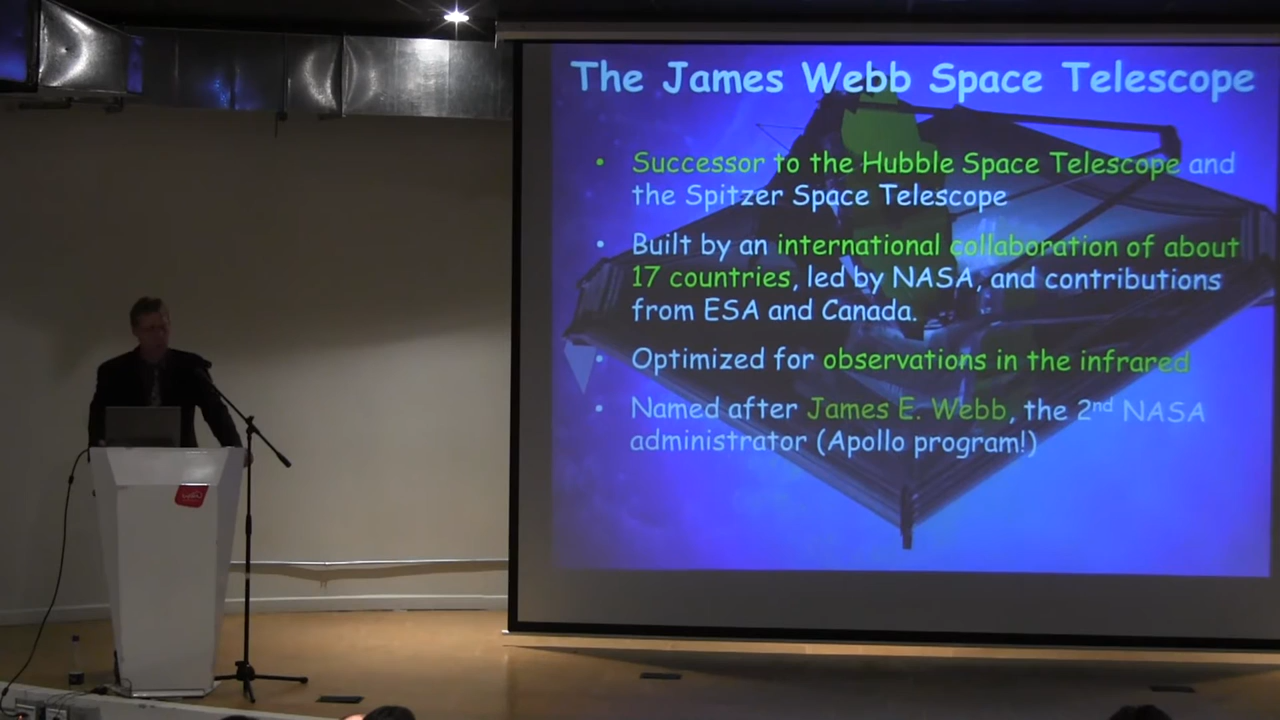 The James Webb Space Telescope
• Successor to the Hubble Space Telescope and
the Spitzer Space Telescope
• Built by an international collaboration of about
17 countries, led by NASA, and contributions
from ESA and Canada.
• Optimized for observations in the infrared
• Named after James E. Webb, the 2nd NASA
administrator (Apollo program!)